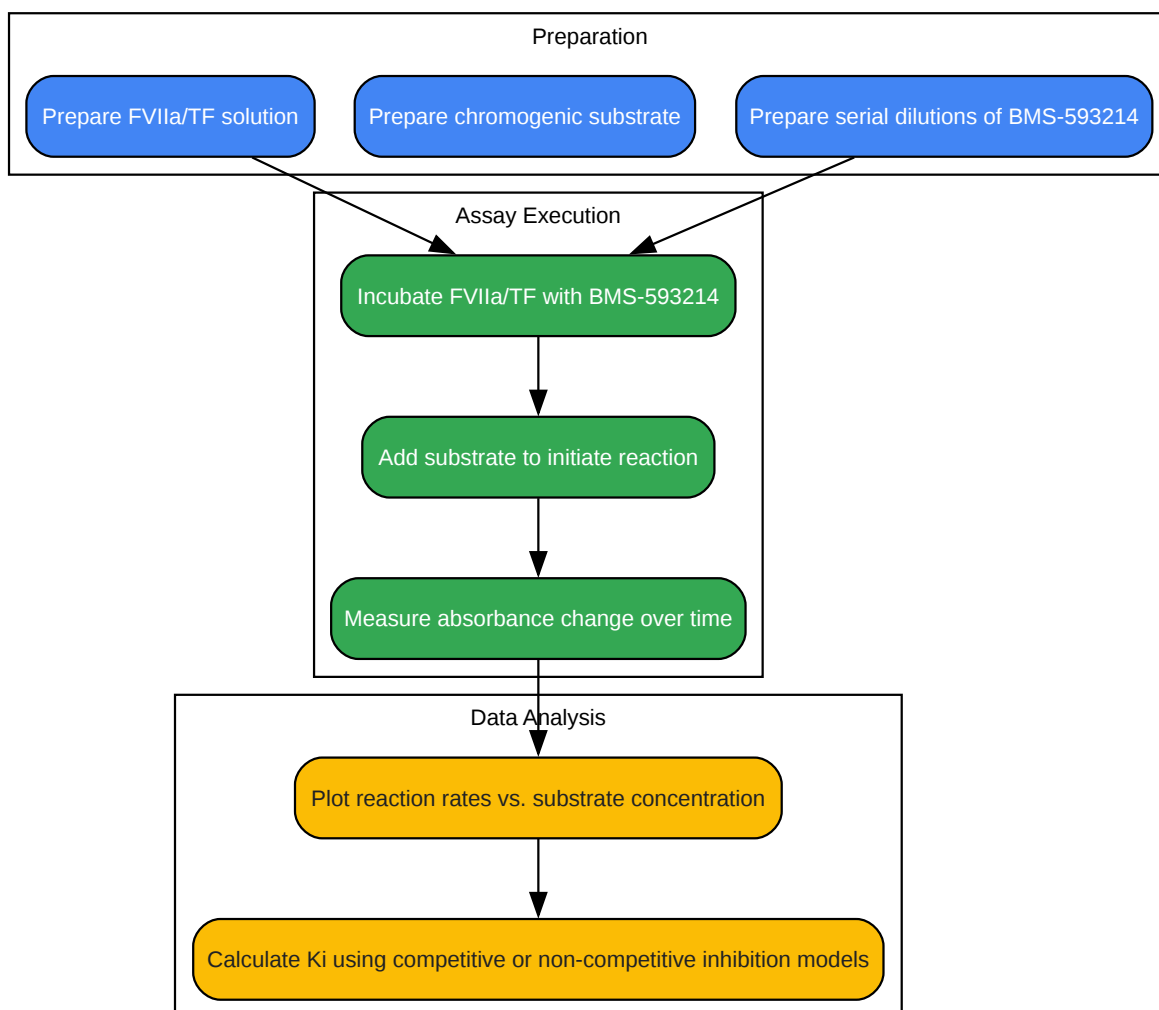 Preparation
Prepare FVIIa/TF solution
Prepare chromogenic substrate
Prepare serial dilutions of BMS-593214
Assay Execution
Incubate FVIIa/TF with BMS-593214
Add substrate to initiate reaction
Measure absorbance change over time
Data Analysis
Plot reaction rates vs. substrate concentration
Calculate Ki using competitive or non-competitive inhibition models